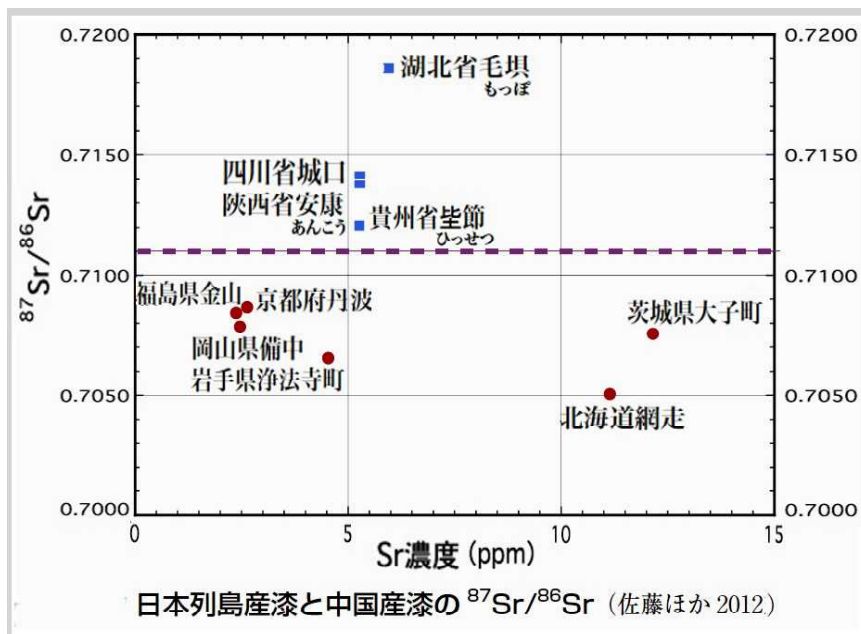 0.7200
0.7200
湖北省毛坝
もっぽ
0.7150
0.7150
四川省城口
陝西省安康
あんこう
貴州省毕節
ひっせつ
87Sr/86Sr
0.7100
0.7100
福島県金山
京都府丹波
茨城県大子町
岡山県備中
岩手県浄法寺町
0.7050
0.7050
北海道網走
0.7000
0.7000
0
5
10
15
Sr濃度 (ppm)
日本列島産漆と中国産漆の 87Sr/86Sr (佐藤ほか 2012)